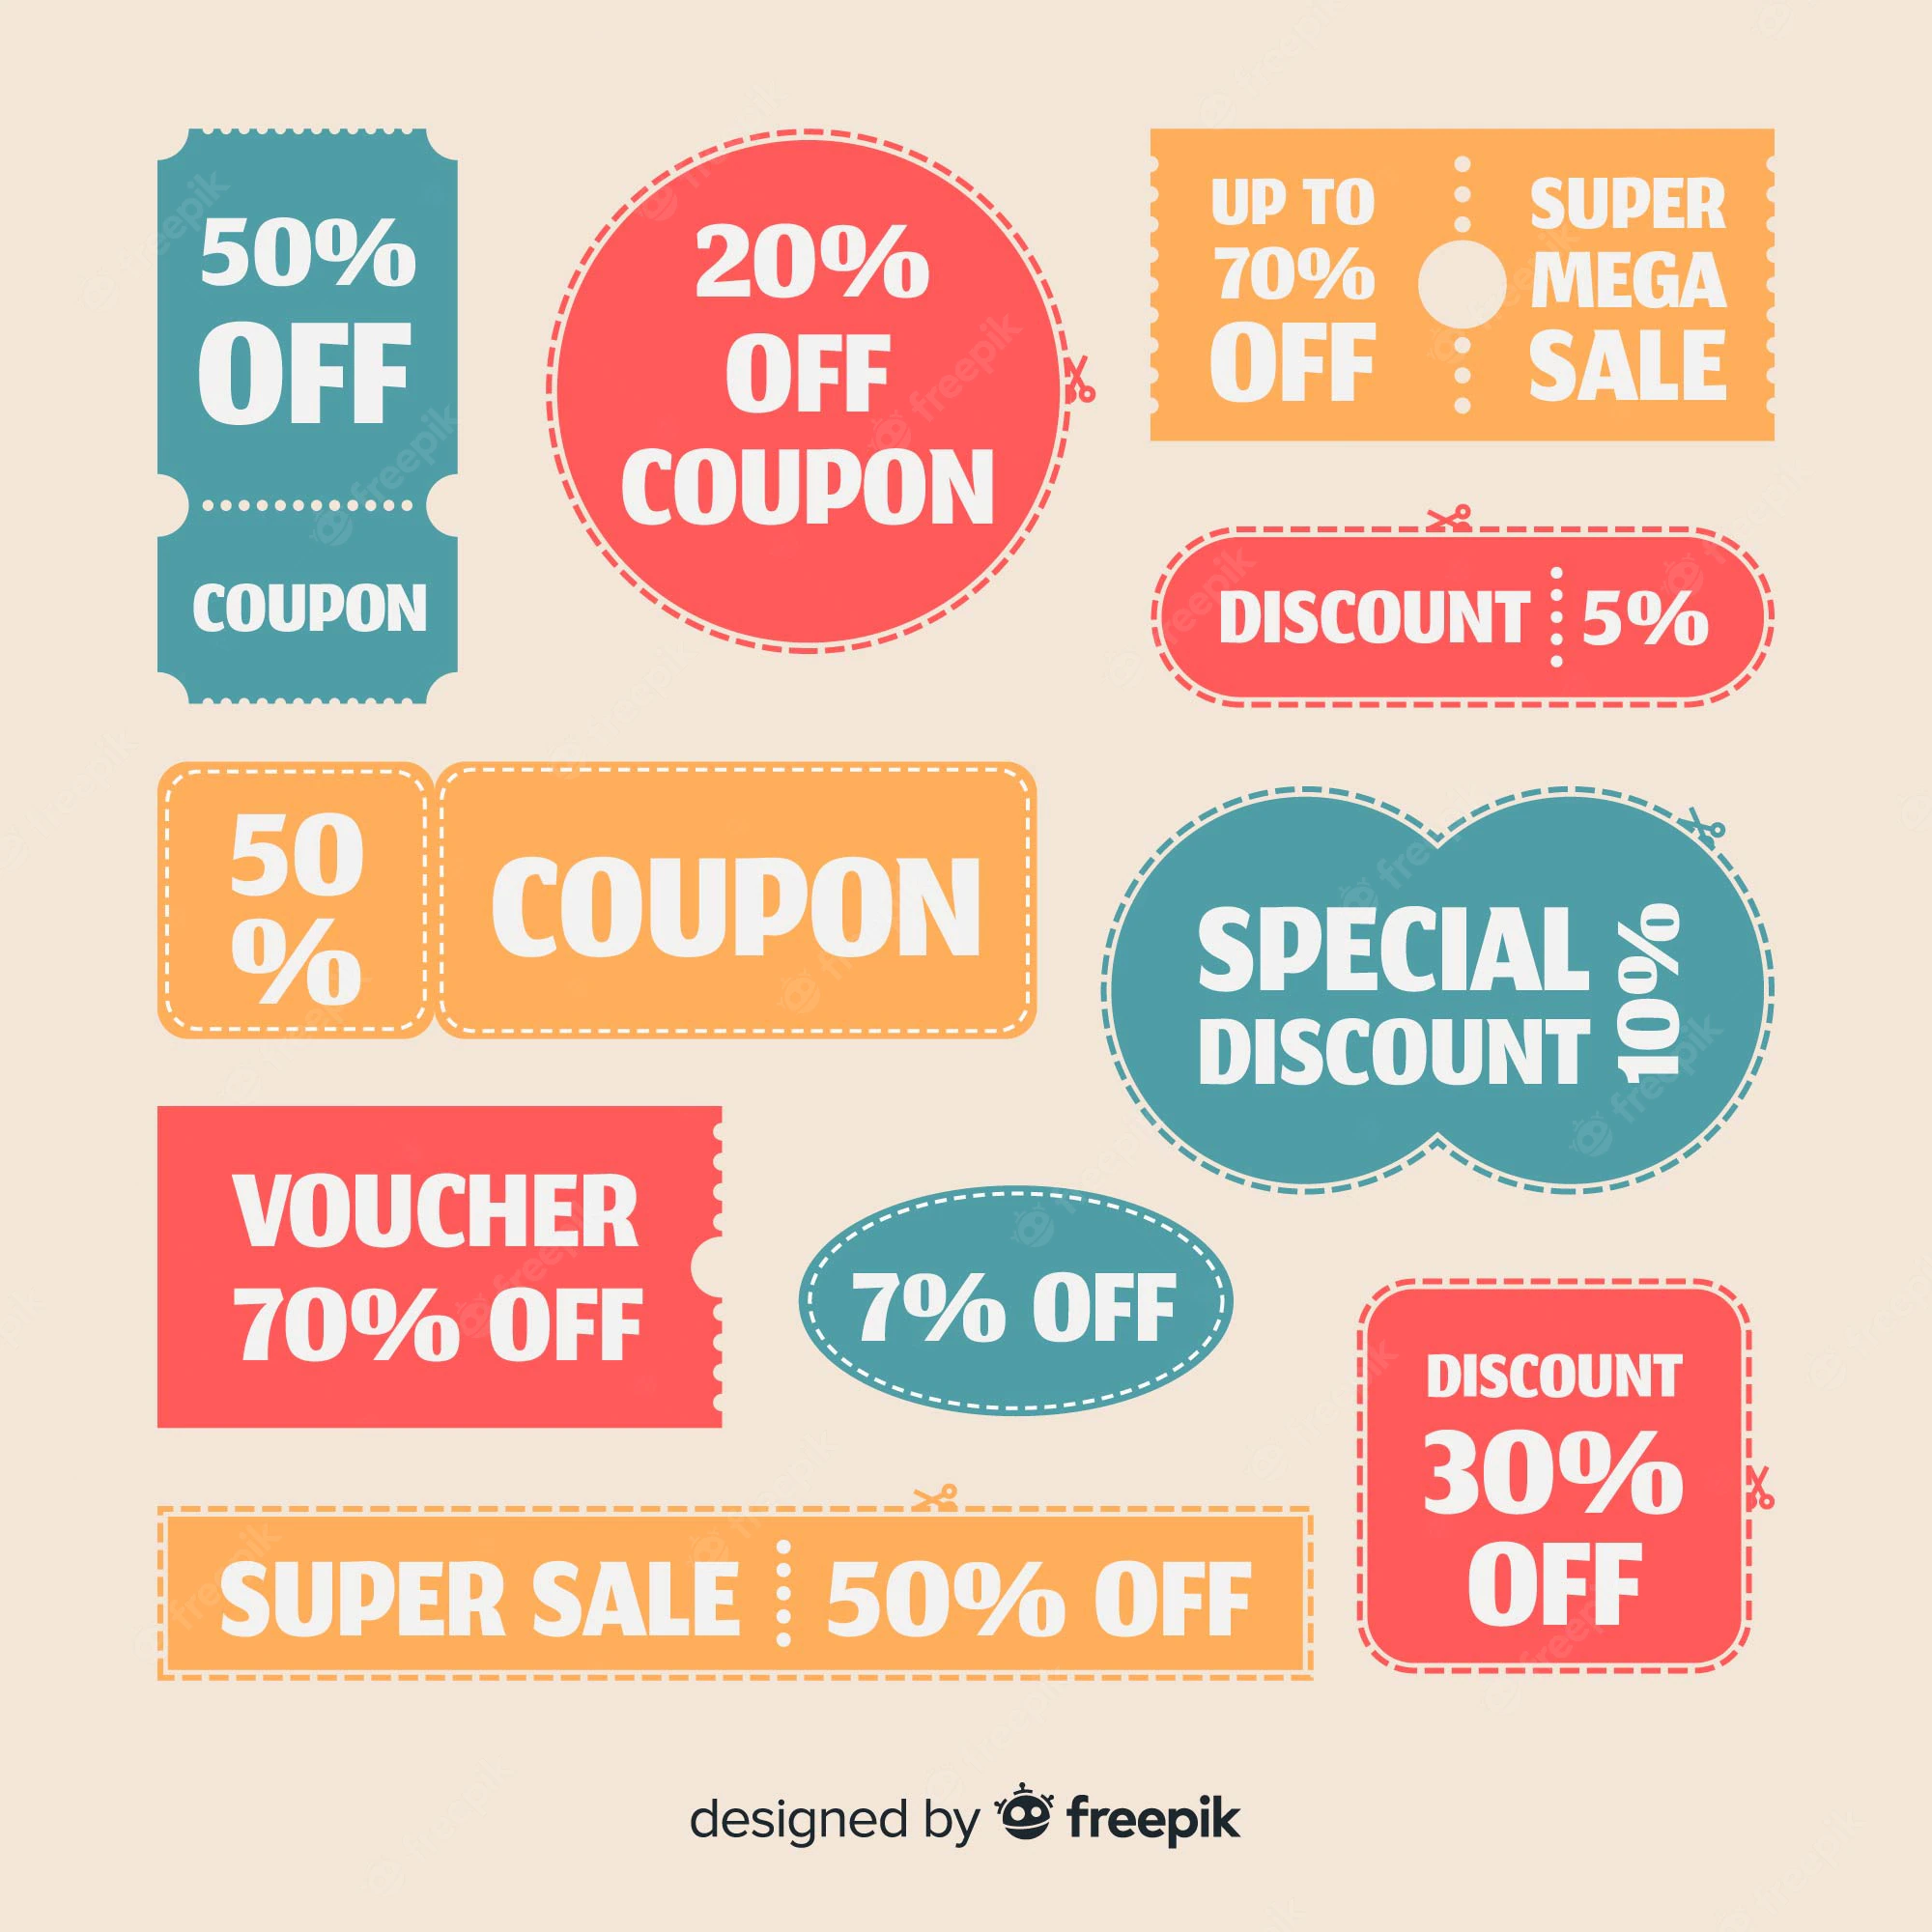 50%
OFF
COUPON
20%
OFF
COUPON
UP TO
70%
OFF
SUPER
MEGA
SALE
DISCOUNT 5%
50
%
COUPON
SPECIAL
DISCOUNT
10%
VOUCHER
70% OFF
7% OFF
DISCOUNT
30%
OFF
SUPER SALE 50% OFF
designed by freepik